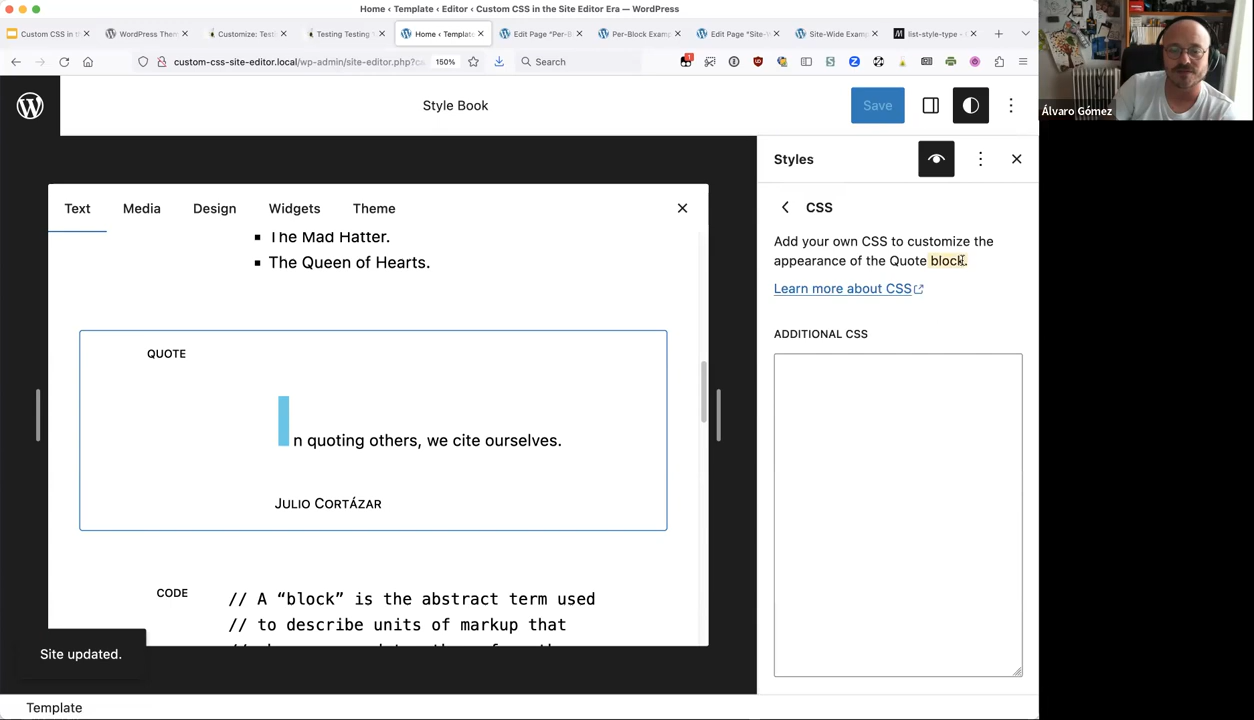 Home ‹ Template ‹ Editor ‹ Custom CSS in the Site Editor Era — WordPress
Custom CSS in t
WordPress Them
Customize: Testi
Testing Testing
Home ‹ Templat
Edit Page "Per-B
Per-Block Examp
Edit Page "Site-W
Site-Wide Exam
list-style-type -
custom-css-site-editor.local/wp-admin/site-editor.php?c
150%
Search
Álvaro Gómez
Style Book
Save
Styles
CSS
Add your own CSS to customize the
appearance of the Quote block.
Learn more about CSS
ADDITIONAL CSS
Text
Media
Design
Widgets
Theme
The Mad Hatter.
The Queen of Hearts.
QUOTE
n quoting others, we cite ourselves.
Julio Cortázar
CODE
// A “block” is the abstract term used
// to describe units of markup that
Site updated.
Template